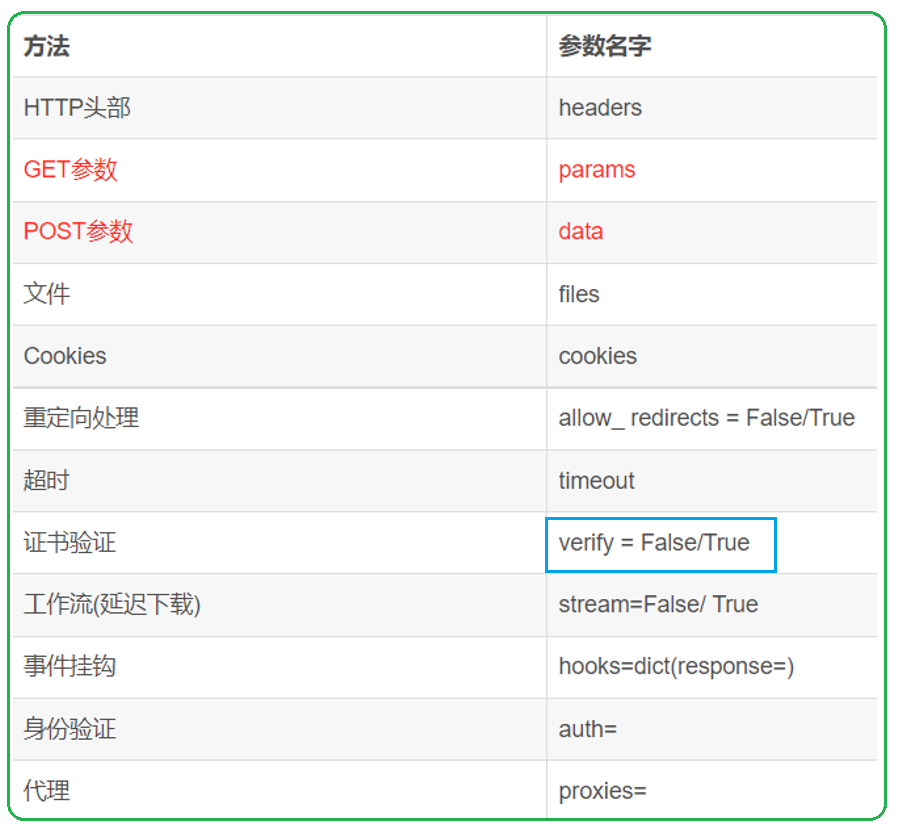 方法 参数名字
HTTP头部 headers
GET参数 params
POST参数 data
文件 files
Cookies cookies
重定向处理 allow_ redirects = False/True
超时 timeout
证书验证 verify = False/True
工作流(延迟下载) stream=False/ True
事件挂钩 hooks=dict(response=)
身份验证 auth=
代理 proxies=